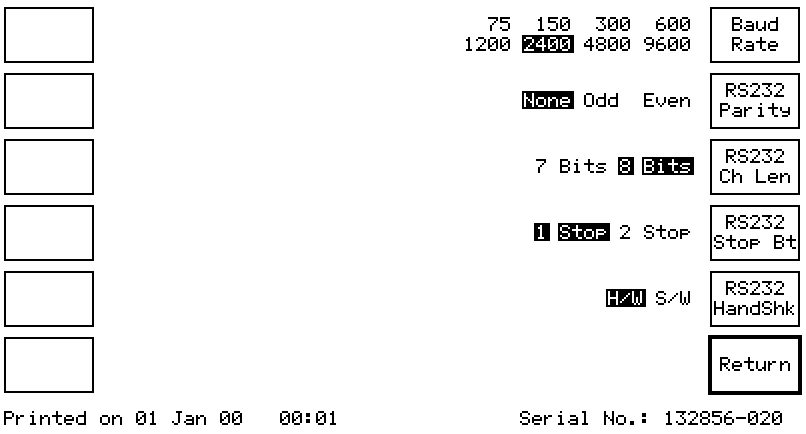 75 150 300 600
1200 2400 4800 9600
Baud
Rate
None Odd Even
RS232
Parity
7 Bits 8 Bits
RS232
Ch Len
1 Stop 2 Stop
RS232
Stop Bt
H/W S/W
RS232
HandShk
Return
Printed on 01 Jan 00 00:01
Serial No.: 132856-020